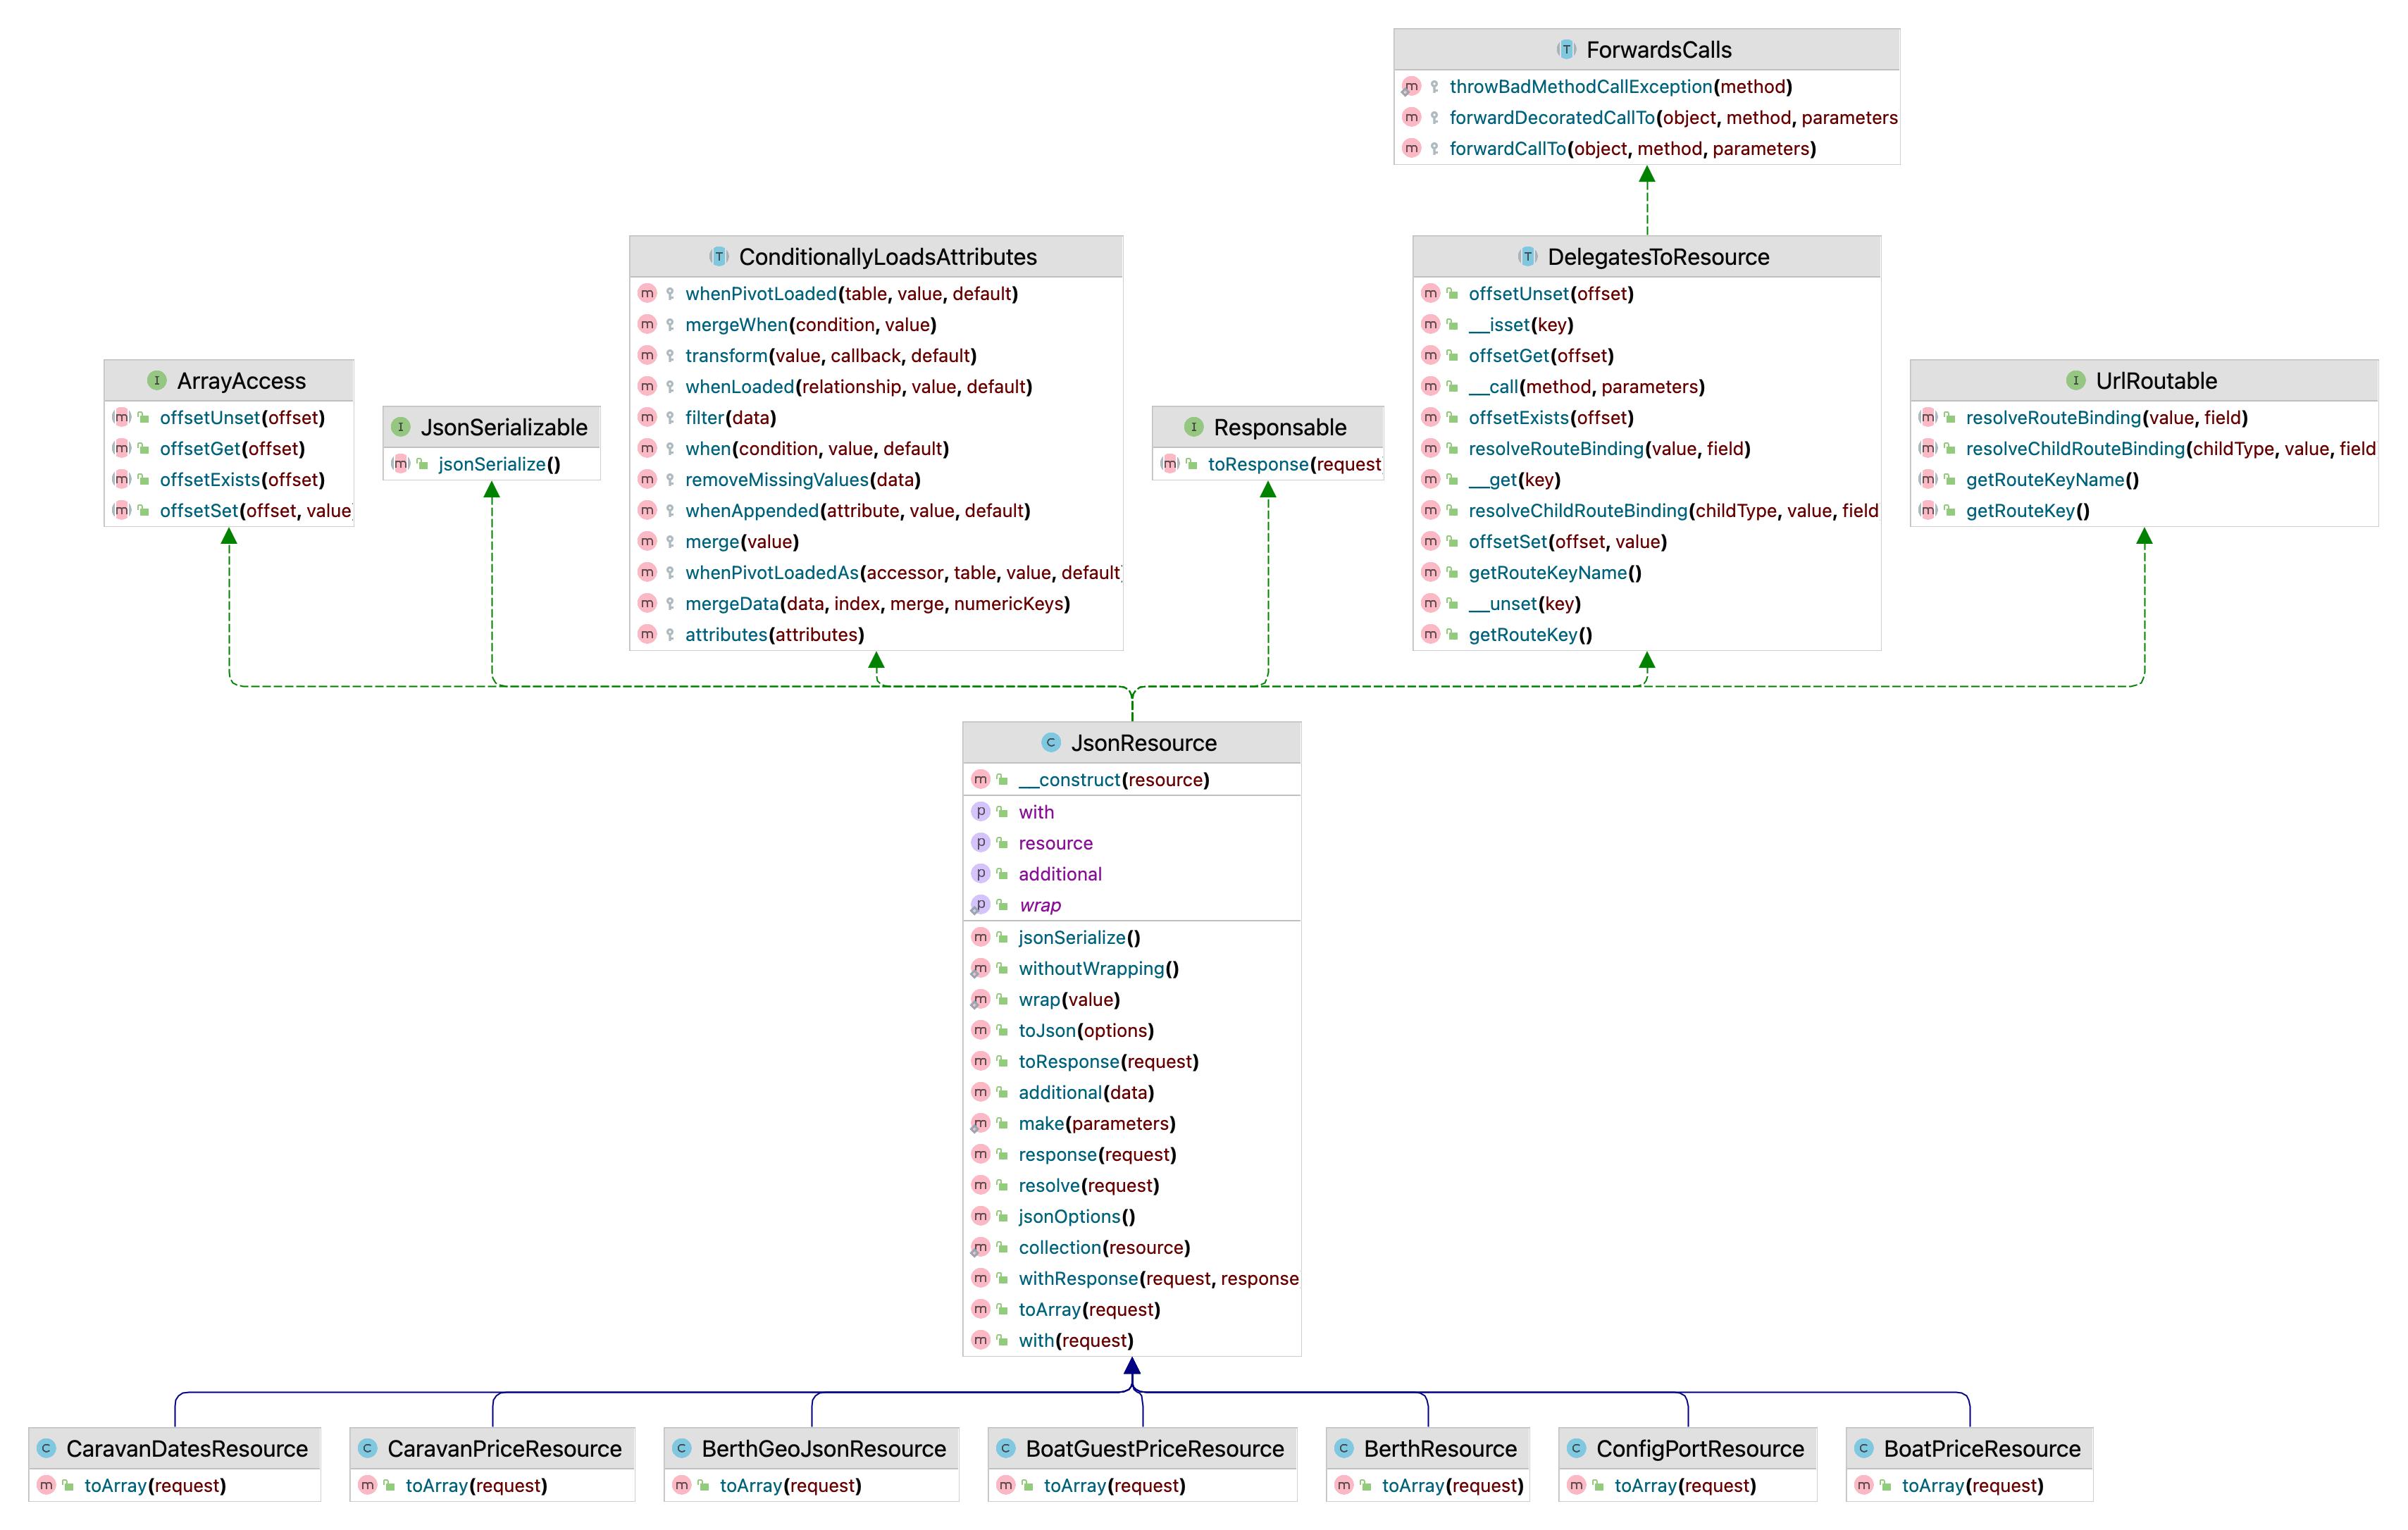 ForwardsCalls
throwBadMethodCallException(method)
forwardDecoratedCallTo(object, method, parameters
forwardCallTo(object, method, parameters)
ConditionallyLoadsAttributes
whenPivotLoaded(table, value, default)
mergeWhen(condition, value)
transform(value, callback, default)
whenLoaded(relationship, value, default)
filter(data)
when(condition, value, default)
removeMissingValues(data)
whenAppended(attribute, value, default)
merge(value)
whenPivotLoadedAs(accessor, table, value, default)
mergeData(data, index, merge, numericKeys)
attributes(attributes)
DelegatesToResource
offsetUnset(offset)
__isset(key)
offsetGet(offset)
__call(method, parameters)
offsetExists(offset)
resolveRouteBinding(value, field)
__get(key)
resolveChildRouteBinding(childType, value, field
offsetSet(offset, value)
getRouteKeyName()
__unset(key)
getRouteKey()
ArrayAccess
offsetUnset(offset)
offsetGet(offset)
offsetExists(offset)
offsetSet(offset, value)
JsonSerializable
jsonSerialize()
Responsable
toResponse(request
UrlRoutable
resolveRouteBinding(value, field)
resolveChildRouteBinding(childType, value, field
getRouteKeyName()
getRouteKey()
JsonResource
__construct(resource)
with
resource
additional
wrap
jsonSerialize()
withoutWrapping()
wrap(value)
toJson(options)
toResponse(request)
additional(data)
make(parameters)
response(request)
resolve(request)
jsonOptions()
collection(resource)
withResponse(request, response
toArray(request)
with(request)
CaravanDatesResource
toArray(request)
CaravanPriceResource
toArray(request)
BerthGeoJsonResource
toArray(request)
BoatGuestPriceResource
toArray(request)
BerthResource
toArray(request)
ConfigPortResource
toArray(request)
BoatPriceResource
toArray(request)